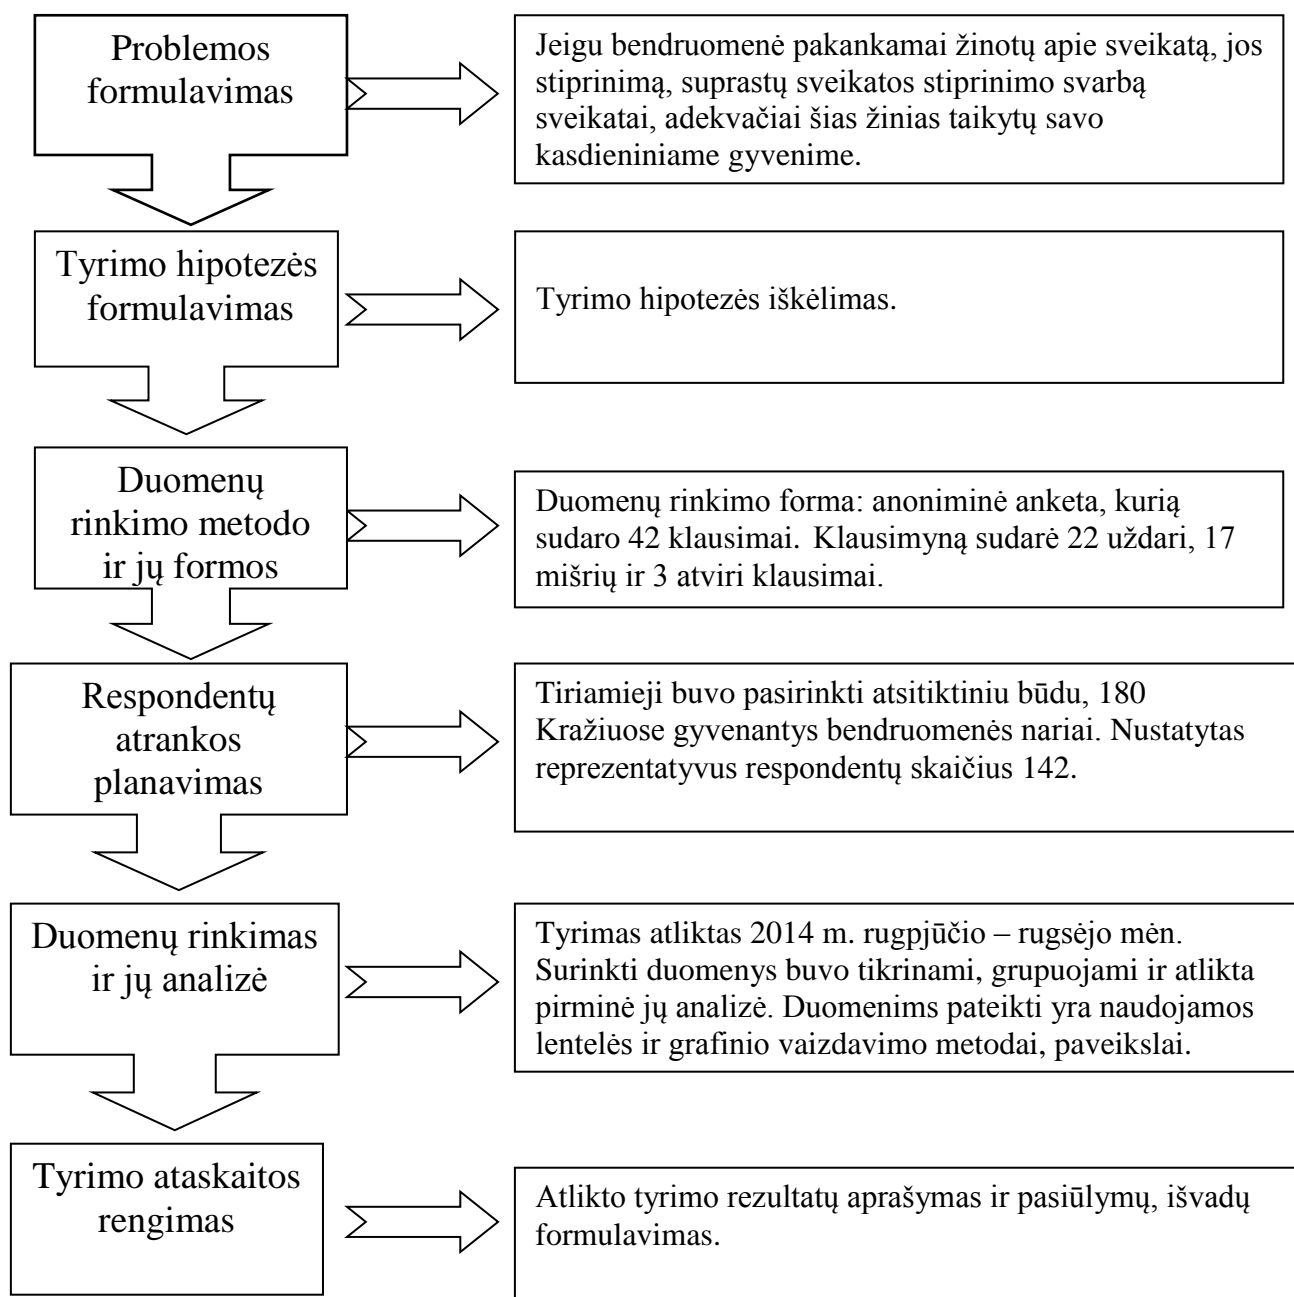 Problemos
formulavimas
Jeigu bendruomenė pakankamai žinotų apie sveikatą, jos
stiprinimą, suprastų sveikatos stiprinimo svarbą
sveikatai, adekvačiai šias žinias taikytų savo
kasdieniniame gyvenime.
Tyrimo hipotezės
formulavimas
Tyrimo hipotezės iškėlimas.
Duomenų
rinkimo metodo
ir jų formos
Duomenų rinkimo forma: anoniminė anketa, kurią
sudaro 42 klausimai. Klausimyną sudarė 22 uždari, 17
mišrių ir 3 atviri klausimai.
Respondentų
atrankos
planavimas
Tiriamieji buvo pasirinkti atsitiktiniu būdu, 180
Kražiuose gyvenantys bendruomenės nariai. Nustatytas
reprezentatyvus respondentų skaičius 142.
Duomenų rinkimas
ir jų analizė
Tyrimas atliktas 2014 m. rugpjūčio – rugsėjo mėn.
Surinkti duomenys buvo tikrinami, grupuojami ir atlikta
pirminė jų analizė. Duomenims pateikti yra naudojamos
lentelės ir grafinio vaizdavimo metodai, paveikslai.
Tyrimo ataskaitos
rengimas
Atlikto tyrimo rezultatų aprašymas ir pasiūlymų, išvadų
formulavimas.